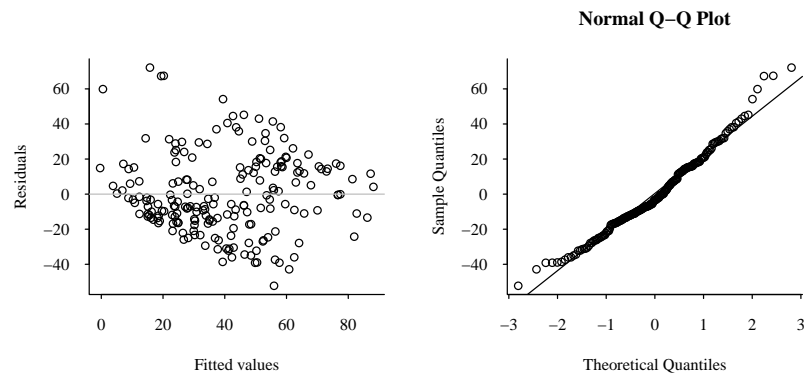 Normal Q−Q Plot
Residuals
60
40
20
0
−20
−40
0 20 40 60 80
Fitted values
Sample Quantiles
60
40
20
0
−20
−40
−3 −2 −1 0 1 2 3
Theoretical Quantiles